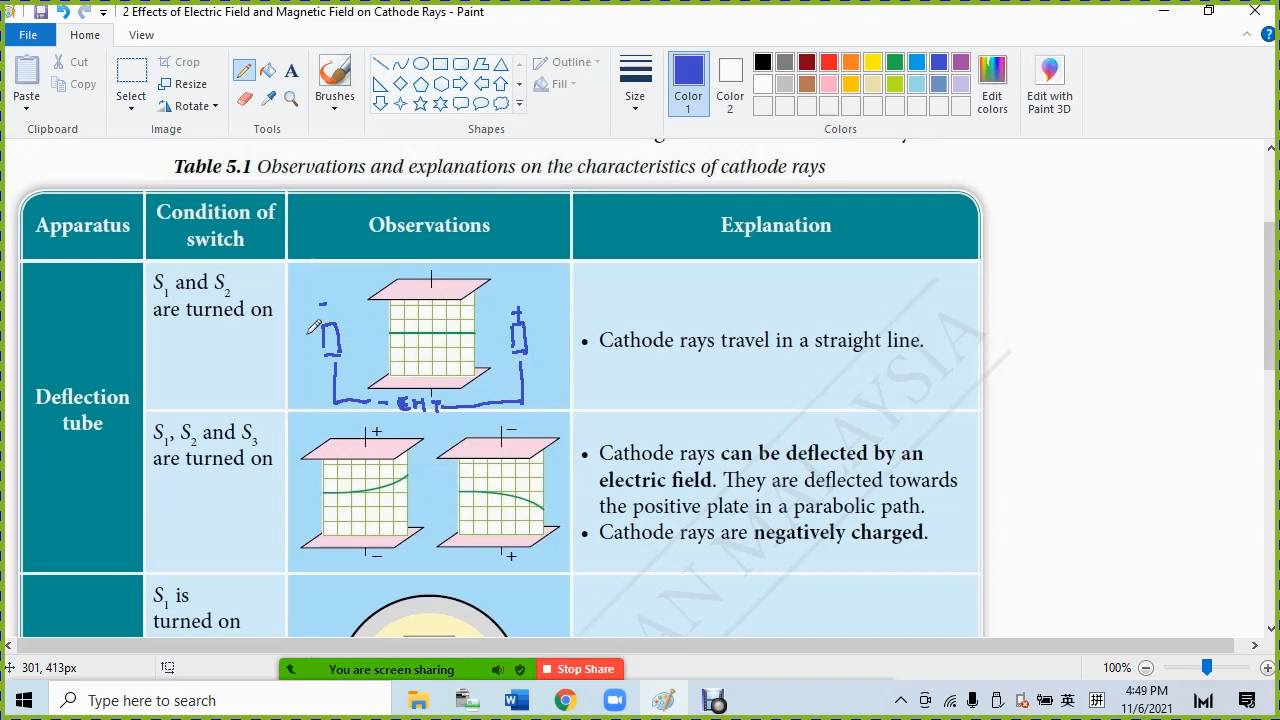 2 Effects of Electric Field and Magnetic Field on Cathode Rays - Paint
File
Home
View
Paste
Cut
Copy
Clipboard
Select
Crop
Resize
Rotate
Image
A
Tools
Brushes
Outline
Fill
Shapes
Size
Color
1
Color
2
Colors
Edit
colors
Edit with
Paint 3D
Table 5.1 Observations and explanations on the characteristics of cathode rays
Apparatus
Condition of
switch
Observations
Explanation
Deflection
tube
S1 and S2
are turned on
-
+
EHT
• Cathode rays travel in a straight line.
S1, S2 and S3
are turned on
+
−
−
+
• Cathode rays can be deflected by an
electric field. They are deflected towards
the positive plate in a parabolic path.
• Cathode rays are negatively charged.
S1 is
turned on
AN MALAYSIA
301, 413px
You are screen sharing
Stop Share
100%
Type here to search
英
拼
4:49 PM
11/6/2021